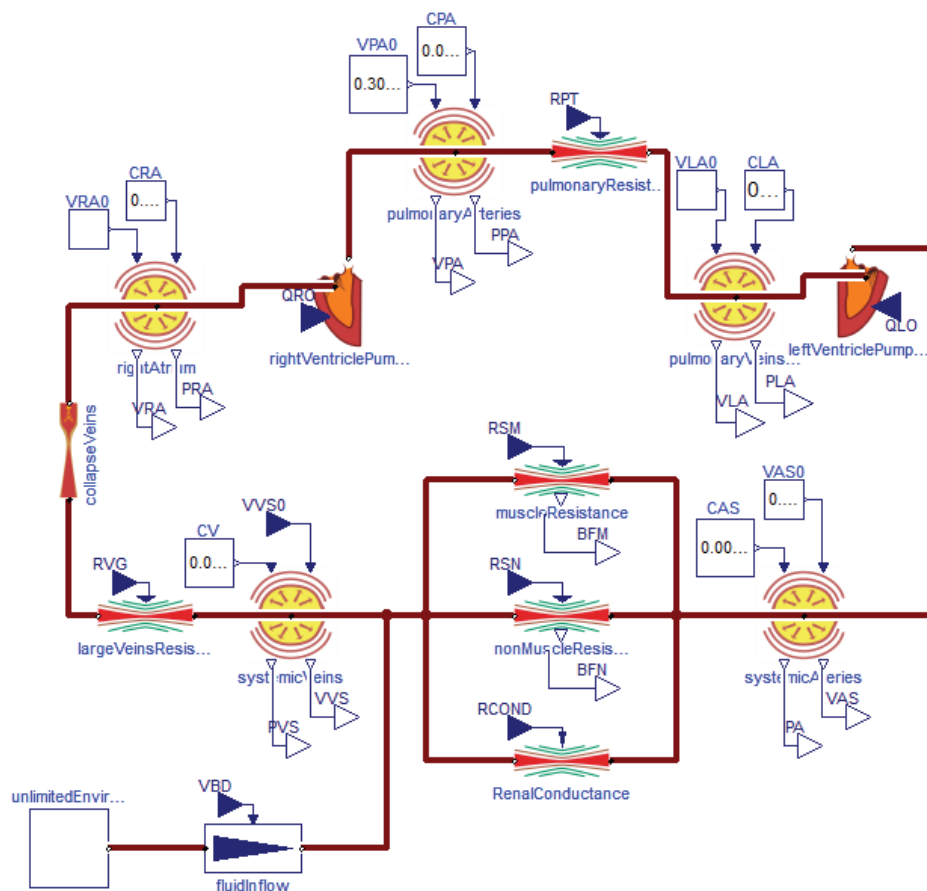 CPA
VPA0
0.0...
0.30...
RPT
pulmonaryResist...
VLA0
CLA
0...
CRA
VRA0
0....
pulmonaryArteries
PPA
VPA
QRO
rightVentriclePum...
QLO
leftVentriclePump...
pulmonaryVeins...
PLA
VLA
rightAtrium
PRA
VRA
collapseVeins
RSM
muscleResistance
BFM
VAS0
0....
CAS
0.00...
VVS0
CV
0.0...
RVG
largeVeinsResis...
RSN
nonMuscleResis...
BFN
systemicVeins
VVS
PVS
systemicArteries
VAS
PA
RCOND
RenalConductance
unlimitedEnvir...
VBD
fluidInflow